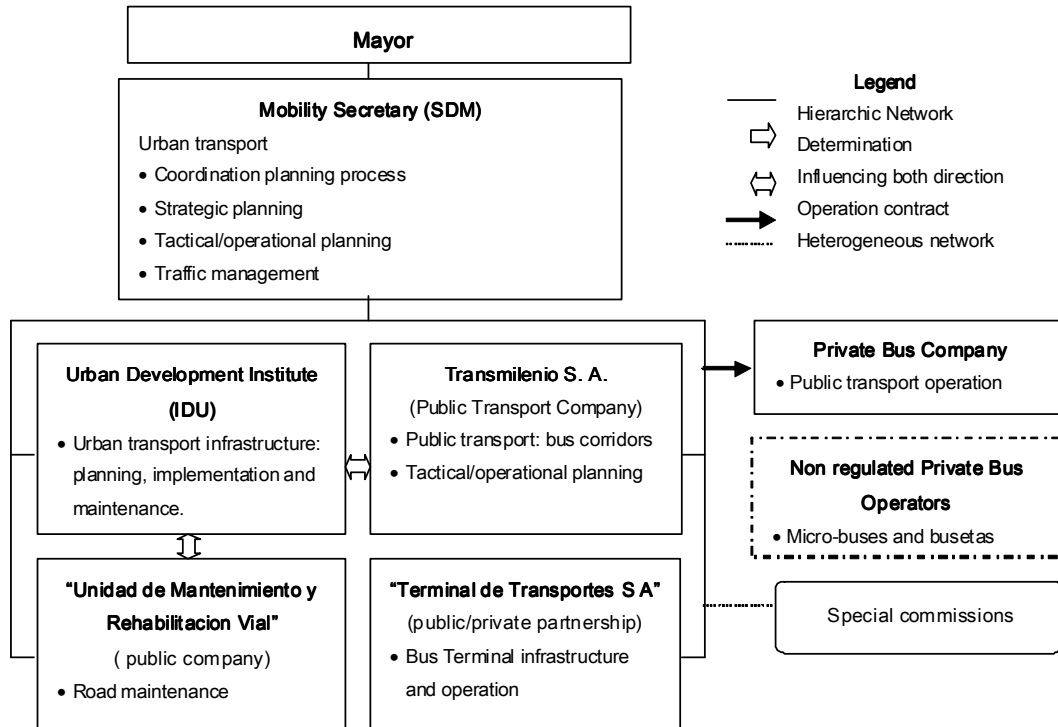 Mayor
Mobility Secretary (SDM)
Urban transport
• Coordination planning process
• Strategic planning
• Tactical/operational planning
• Traffic management
Legend
Hierarchic Network
Determination
Influencing both direction
Operation contract
Heterogeneous network
Urban Development Institute
(IDU)
• Urban transport infrastructure:
planning, implementation and
maintenance.
Transmilenio S. A.
(Public Transport Company)
• Public transport: bus corridors
• Tactical/operational planning
Private Bus Company
• Public transport operation
Non regulated Private Bus
Operators
• Micro-buses and busetas
“Unidad de Mantenimiento y
Rehabilitacion Vial”
( public company)
• Road maintenance
“Terminal de Transportes S A”
(public/private partnership)
• Bus Terminal infrastructure
and operation
Special commissions